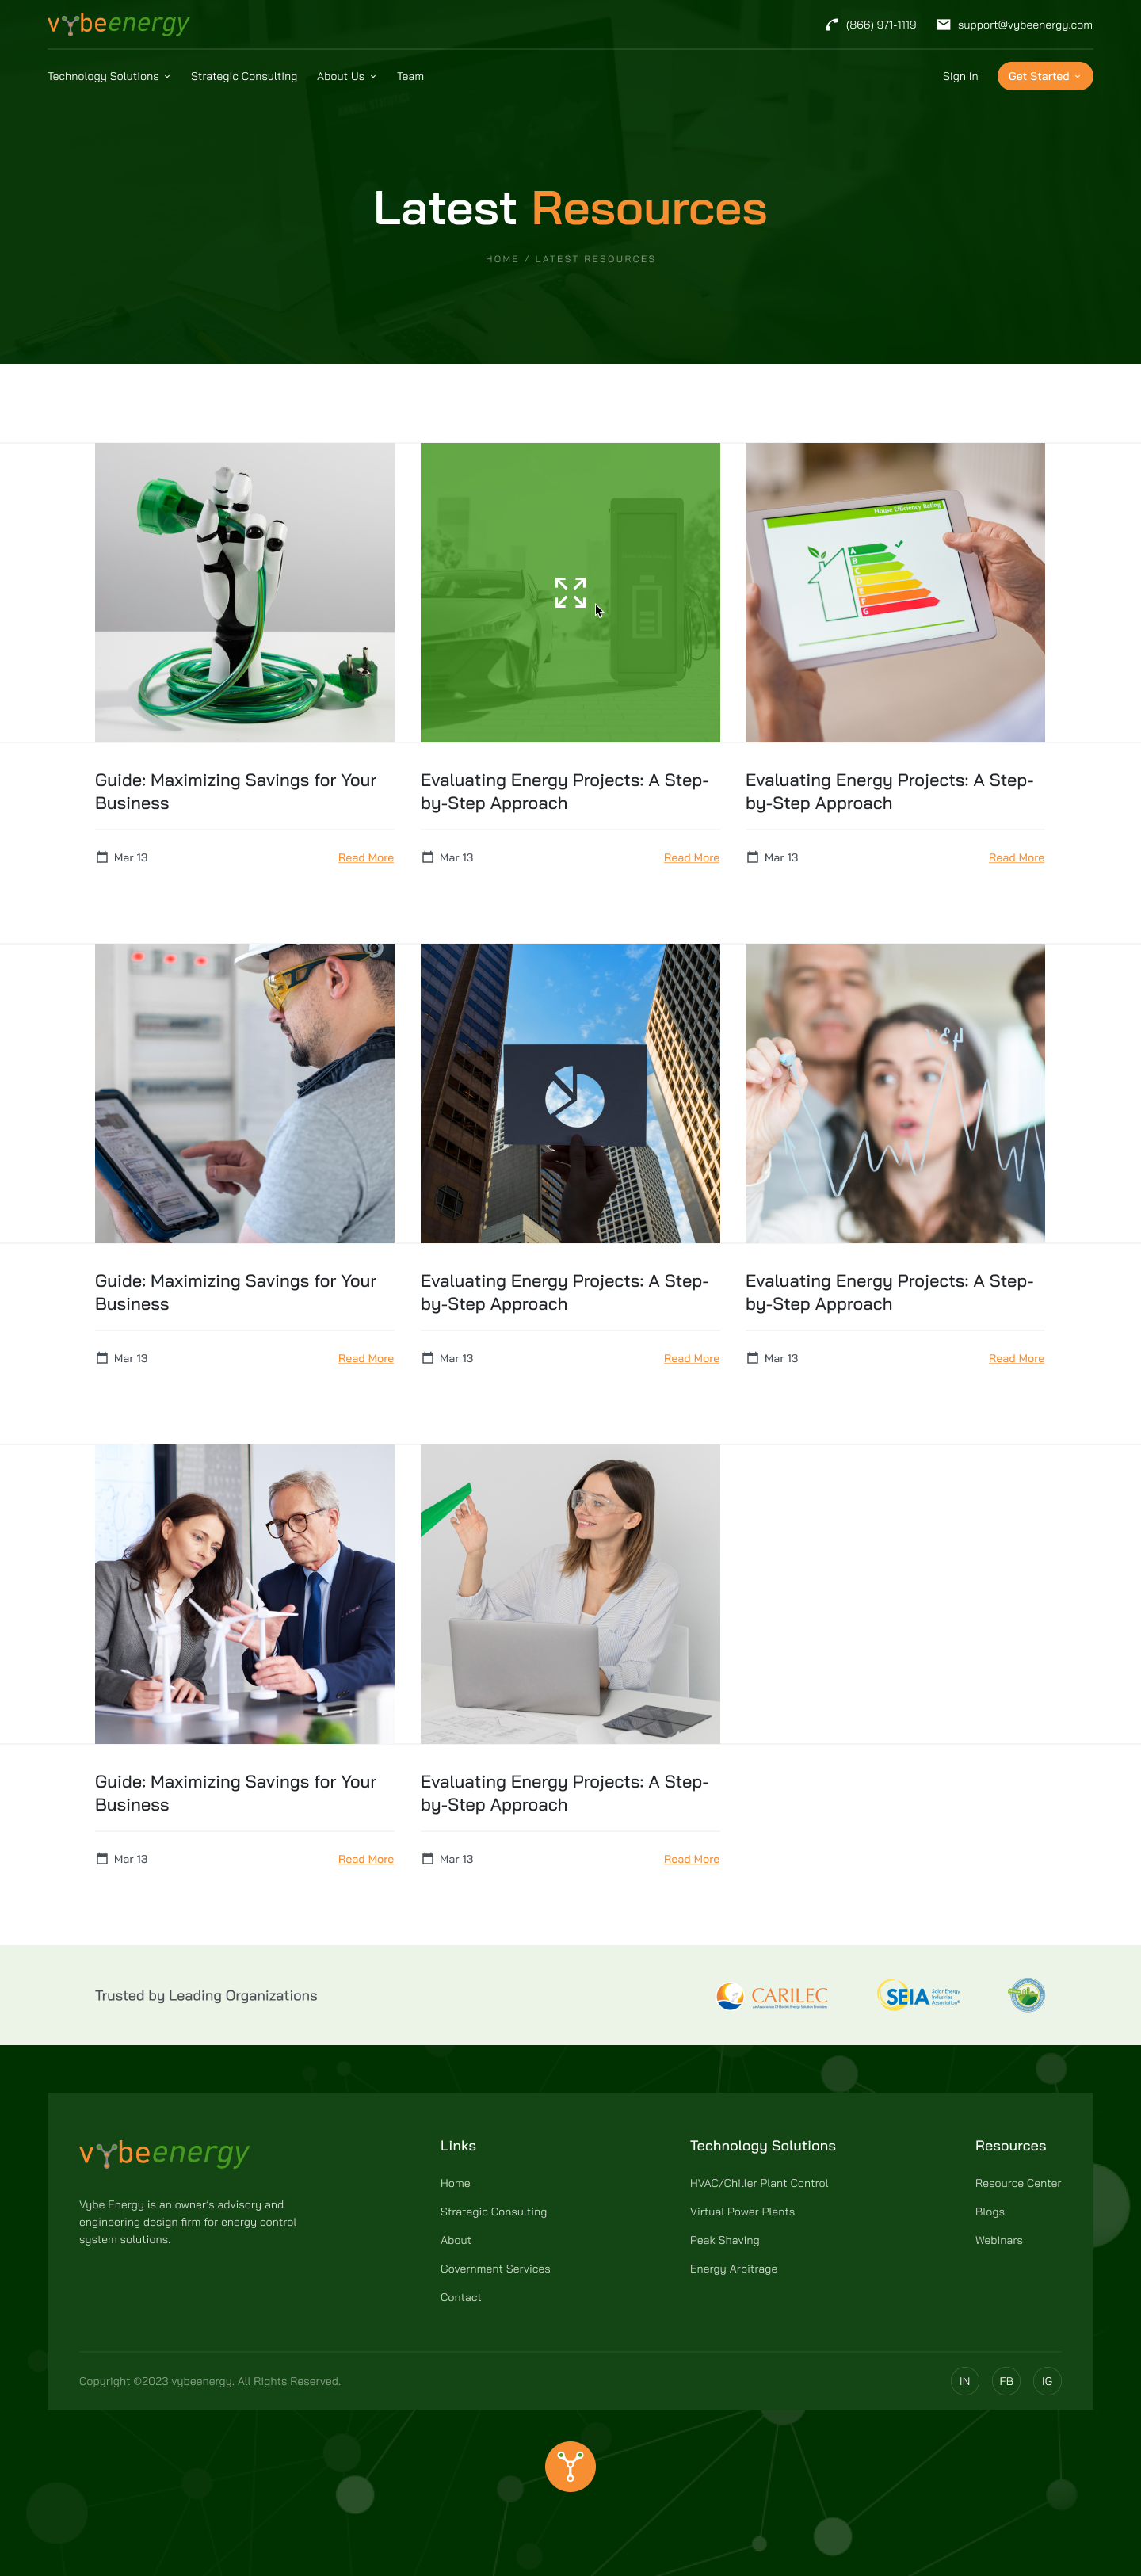 vybeenergy
(866) 971-1119
support@vybeenergy.com
Technology Solutions
Strategic Consulting
About Us
Team
Sign In
Get Started
Latest Resources
HOME / LATEST RESOURCES
House Efficiency Rating
A
B
C
D
E
F
G
Guide: Maximizing Savings for Your
Business
Mar 13
Read More
Evaluating Energy Projects: A Step-
by-Step Approach
Mar 13
Read More
Evaluating Energy Projects: A Step-
by-Step Approach
Mar 13
Read More
Guide: Maximizing Savings for Your
Business
Mar 13
Read More
Evaluating Energy Projects: A Step-
by-Step Approach
Mar 13
Read More
Evaluating Energy Projects: A Step-
by-Step Approach
Mar 13
Read More
Guide: Maximizing Savings for Your
Business
Mar 13
Read More
Evaluating Energy Projects: A Step-
by-Step Approach
Mar 13
Read More
Trusted by Leading Organizations
CARILEC
An Association Of Electric Energy Service Providers
SEIA
Solar Energy
Industries
Association®
vybeenergy
Vybe Energy is an owner's advisory and
engineering design firm for energy control
system solutions.
Links
Home
Strategic Consulting
About
Government Services
Contact
Technology Solutions
HVAC/Chiller Plant Control
Virtual Power Plants
Peak Shaving
Energy Arbitrage
Resources
Resource Center
Blogs
Webinars
Copyright ©2023 vybeenergy. All Rights Reserved.
IN
FB
IG